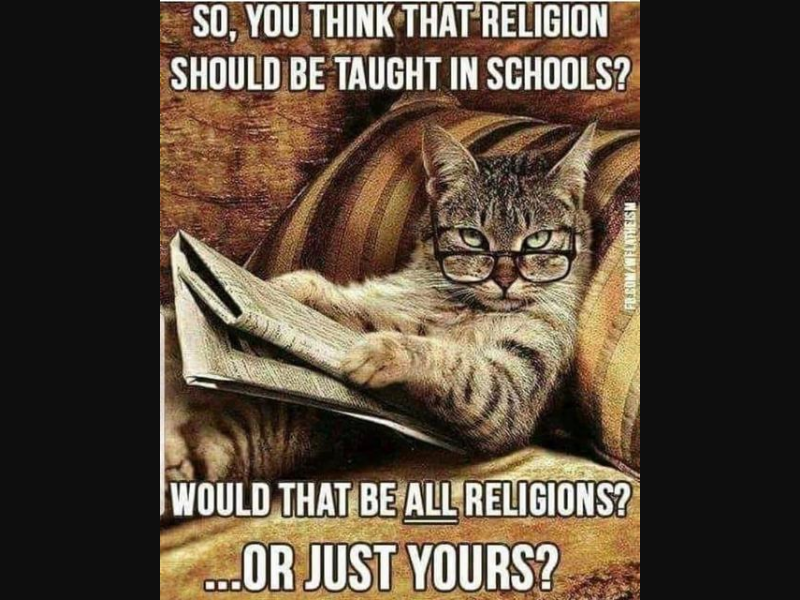 SO, YOU THINK THAT RELIGION
SHOULD BE TAUGHT IN SCHOOLS?
WOULD THAT BE ALL RELIGIONS?
...OR JUST YOURS?